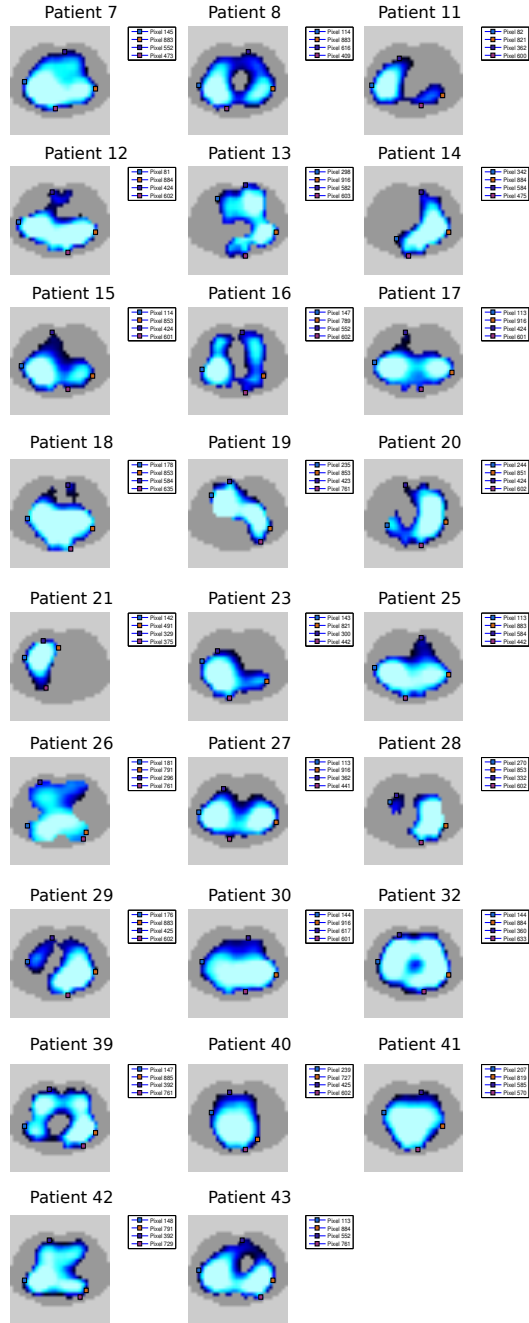 Patient 7
Pixel 145
Pixel 883
Pixel 552
Pixel 473
Patient 8
Pixel 114
Pixel 883
Pixel 616
Pixel 409
Patient 11
Pixel 82
Pixel 821
Pixel 362
Pixel 600
Patient 12
Pixel 81
Pixel 884
Pixel 424
Pixel 602
Patient 13
Pixel 298
Pixel 916
Pixel 582
Pixel 603
Patient 14
Pixel 342
Pixel 884
Pixel 584
Pixel 475
Patient 15
Pixel 114
Pixel 853
Pixel 424
Pixel 601
Patient 16
Pixel 147
Pixel 789
Pixel 552
Pixel 602
Patient 17
Pixel 113
Pixel 916
Pixel 424
Pixel 601
Patient 18
Pixel 178
Pixel 853
Pixel 584
Pixel 635
Patient 19
Pixel 235
Pixel 853
Pixel 423
Pixel 761
Patient 20
Pixel 244
Pixel 851
Pixel 424
Pixel 602
Patient 21
Pixel 142
Pixel 491
Pixel 329
Pixel 375
Patient 23
Pixel 143
Pixel 821
Pixel 300
Pixel 442
Patient 25
Pixel 113
Pixel 883
Pixel 584
Pixel 442
Patient 26
Pixel 181
Pixel 791
Pixel 296
Pixel 761
Patient 27
Pixel 113
Pixel 916
Pixel 362
Pixel 441
Patient 28
Pixel 270
Pixel 853
Pixel 332
Pixel 602
Patient 29
Pixel 176
Pixel 883
Pixel 425
Pixel 602
Patient 30
Pixel 144
Pixel 916
Pixel 617
Pixel 601
Patient 32
Pixel 144
Pixel 884
Pixel 360
Pixel 633
Patient 39
Pixel 147
Pixel 885
Pixel 392
Pixel 761
Patient 40
Pixel 239
Pixel 727
Pixel 425
Pixel 602
Patient 41
Pixel 207
Pixel 819
Pixel 585
Pixel 570
Patient 42
Pixel 148
Pixel 791
Pixel 392
Pixel 729
Patient 43
Pixel 113
Pixel 884
Pixel 552
Pixel 761